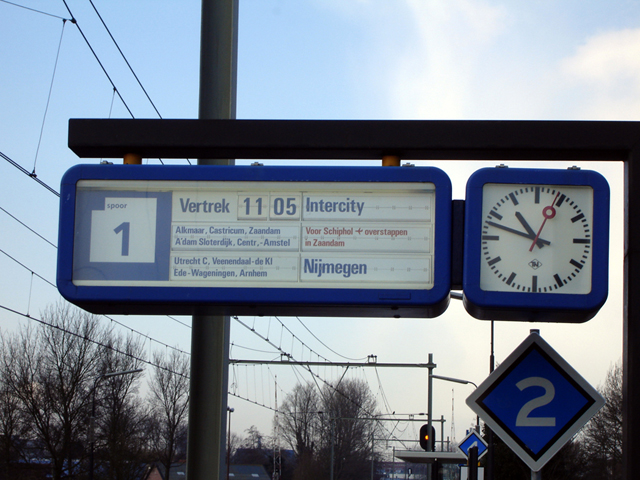 spoor
1
Vertrek 11 05 Intercity
Alkmaar, Castricum, Zaandam
A'dam Sloterdijk, Centr.-Amstel
Voor Schiphol ✈ overstappen
in Zaandam
Utrecht C, Veenendaal-de Kl
Ede-Wageningen, Arnhem
Nijmegen
2